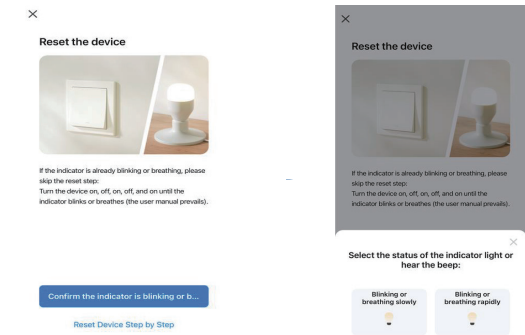 Reset the device
If the indicator is already blinking or breathing, please
skip the reset step:
Turn the device on, off, on, off, and on until the
indicator blinks or breathes (the user manual prevails).
Confirm the indicator is blinking or b...
Reset Device Step by Step
Reset the device
If the indicator is already blinking or breathing, please
skip the reset step:
Turn the device on, off, on, off, and on until the
indicator blinks or breathes (the user manual prevails).
Select the status of the indicator light or
hear the beep:
Blinking or
breathing slowly
Blinking or
breathing rapidly